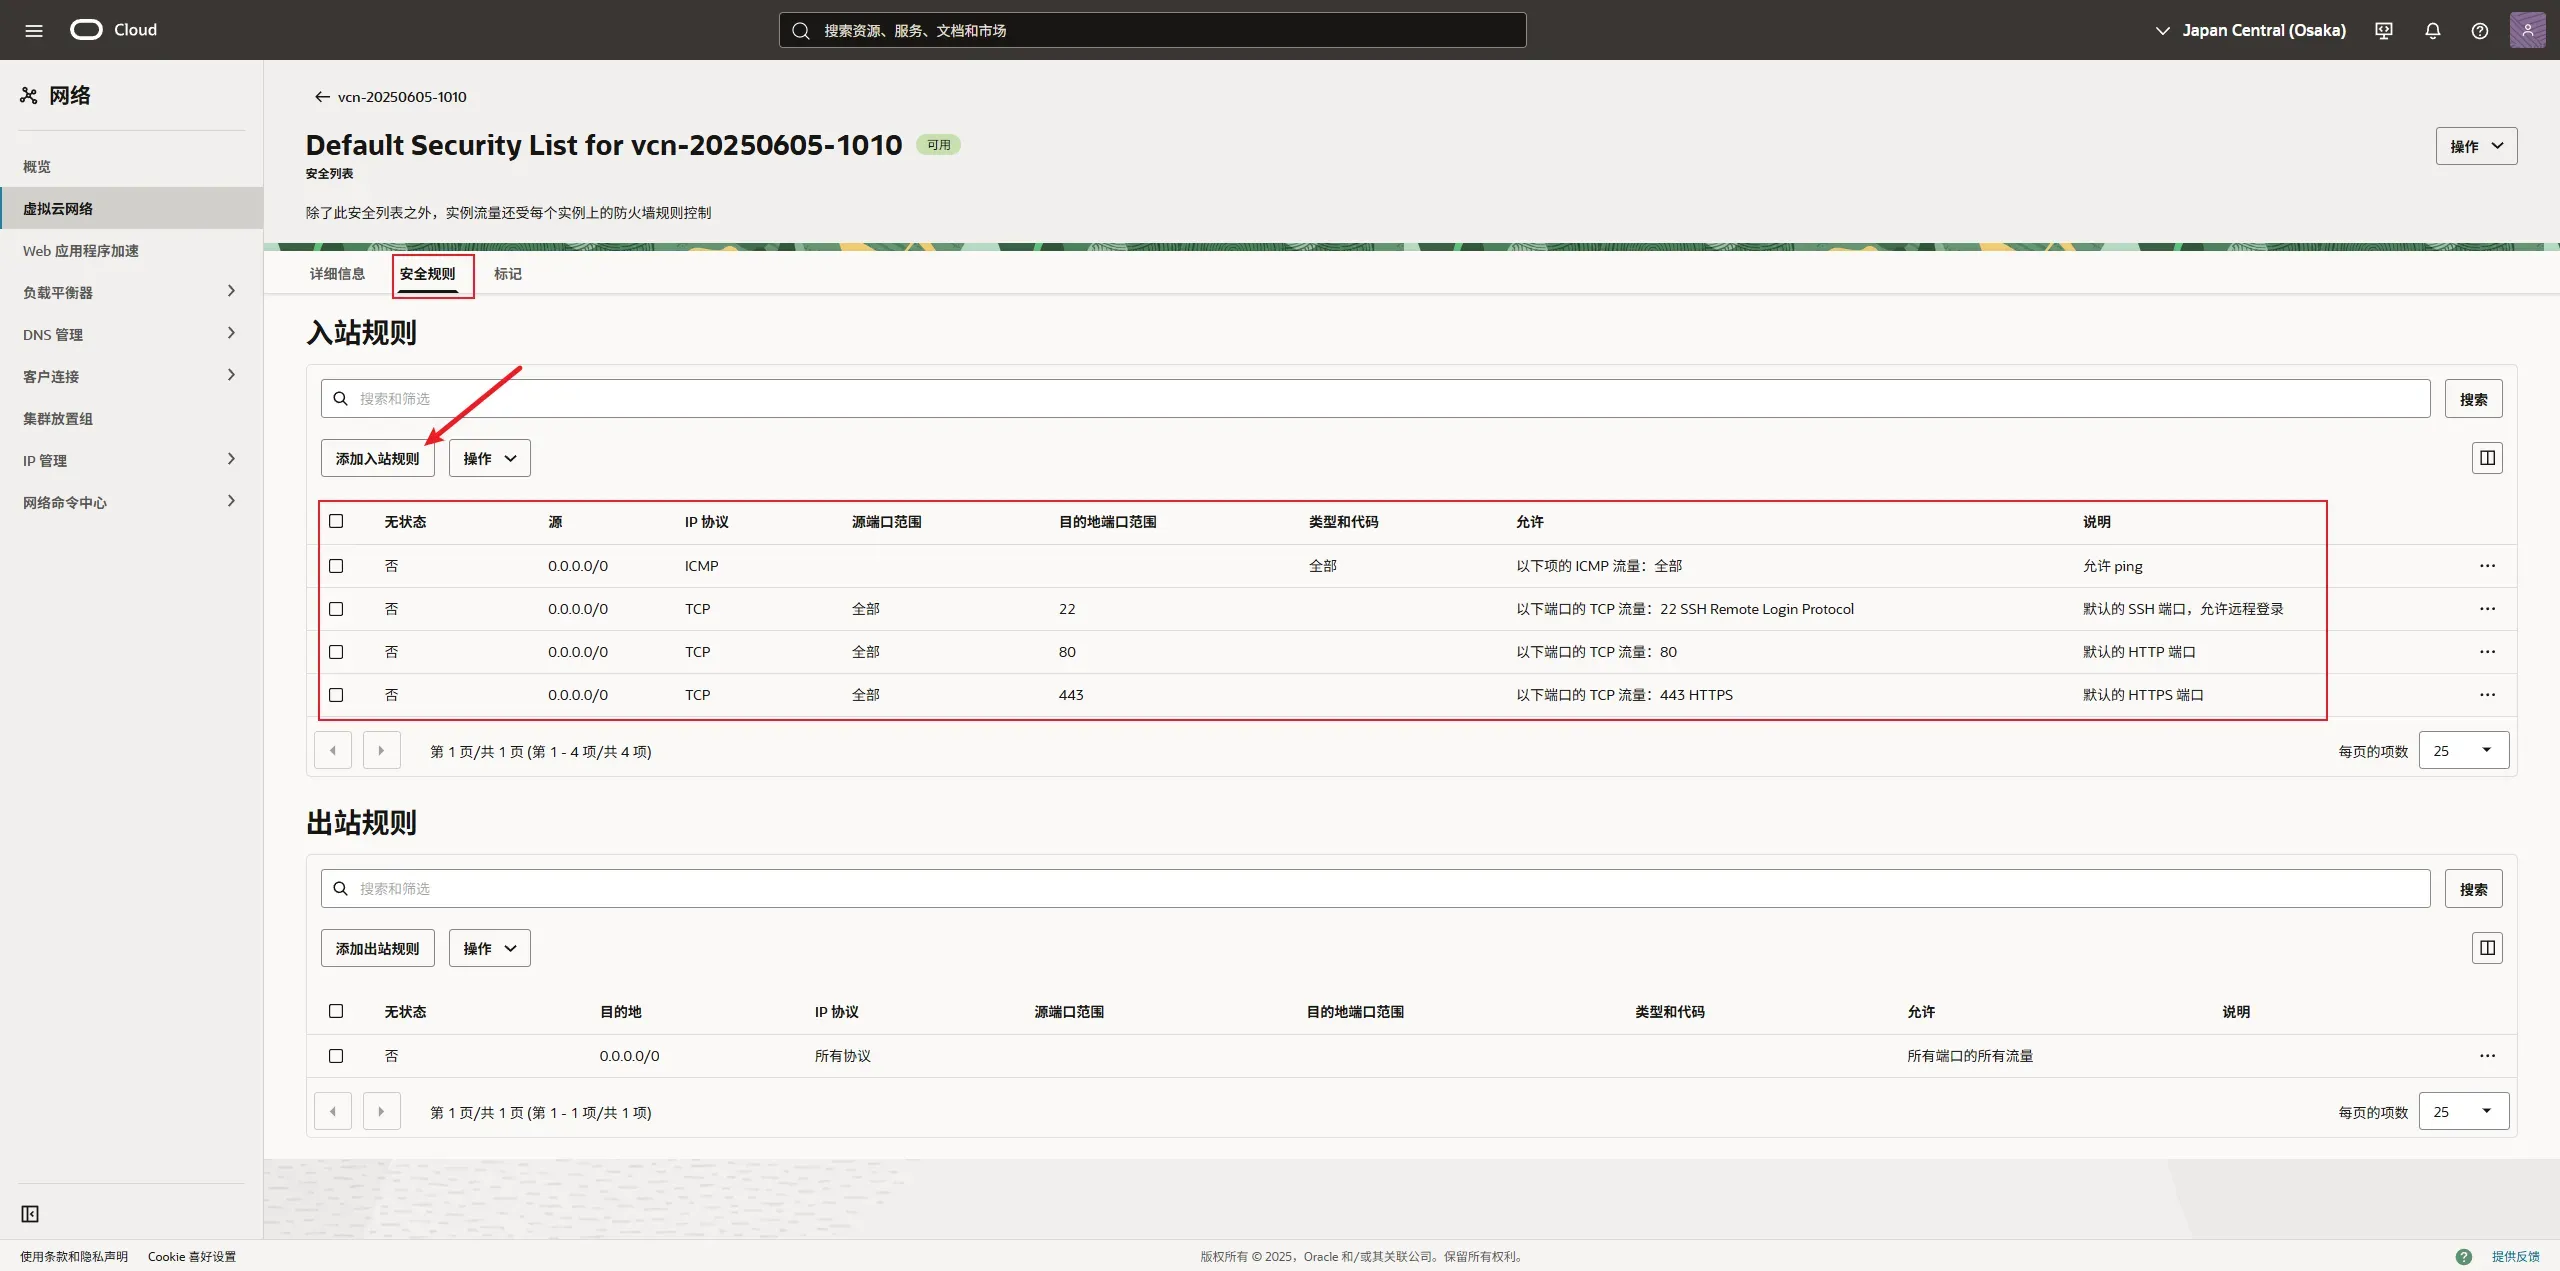 Cloud
搜索资源、服务、文档和市场
Japan Central (Osaka)
网络
概览
虚拟云网络
Web 应用程序加速
负载平衡器
DNS 管理
客户连接
集群放置组
IP 管理
网络命令中心
vcn-20250605-1010
Default Security List for vcn-20250605-1010 可用
安全列表
操作
除了此安全列表之外，实例流量还受每个实例上的防火墙规则控制
详细信息 安全规则 标记
入站规则
搜索和筛选 搜索
添加入站规则 操作
无状态 源 IP 协议 源端口范围 目的地端口范围 类型和代码 允许 说明
否 0.0.0.0/0 ICMP 全部 以下项的 ICMP 流量：全部 允许 ping
否 0.0.0.0/0 TCP 全部 22 以下端口的 TCP 流量：22 SSH Remote Login Protocol 默认的 SSH 端口，允许远程登录
否 0.0.0.0/0 TCP 全部 80 以下端口的 TCP 流量：80 默认的 HTTP 端口
否 0.0.0.0/0 TCP 全部 443 以下端口的 TCP 流量：443 HTTPS 默认的 HTTPS 端口
第 1 页/共 1 页 (第 1 - 4 项/共 4 项) 每页的项数 25
出站规则
搜索和筛选 搜索
添加出站规则 操作
无状态 目的地 IP 协议 源端口范围 目的地端口范围 类型和代码 允许 说明
否 0.0.0.0/0 所有协议 所有端口的所有流量
第 1 页/共 1 页 (第 1 - 1 项/共 1 项) 每页的项数 25
使用条款和隐私声明 Cookie 喜好设置 版权所有 © 2025，Oracle 和/或其关联公司。保留所有权利。 提供反馈